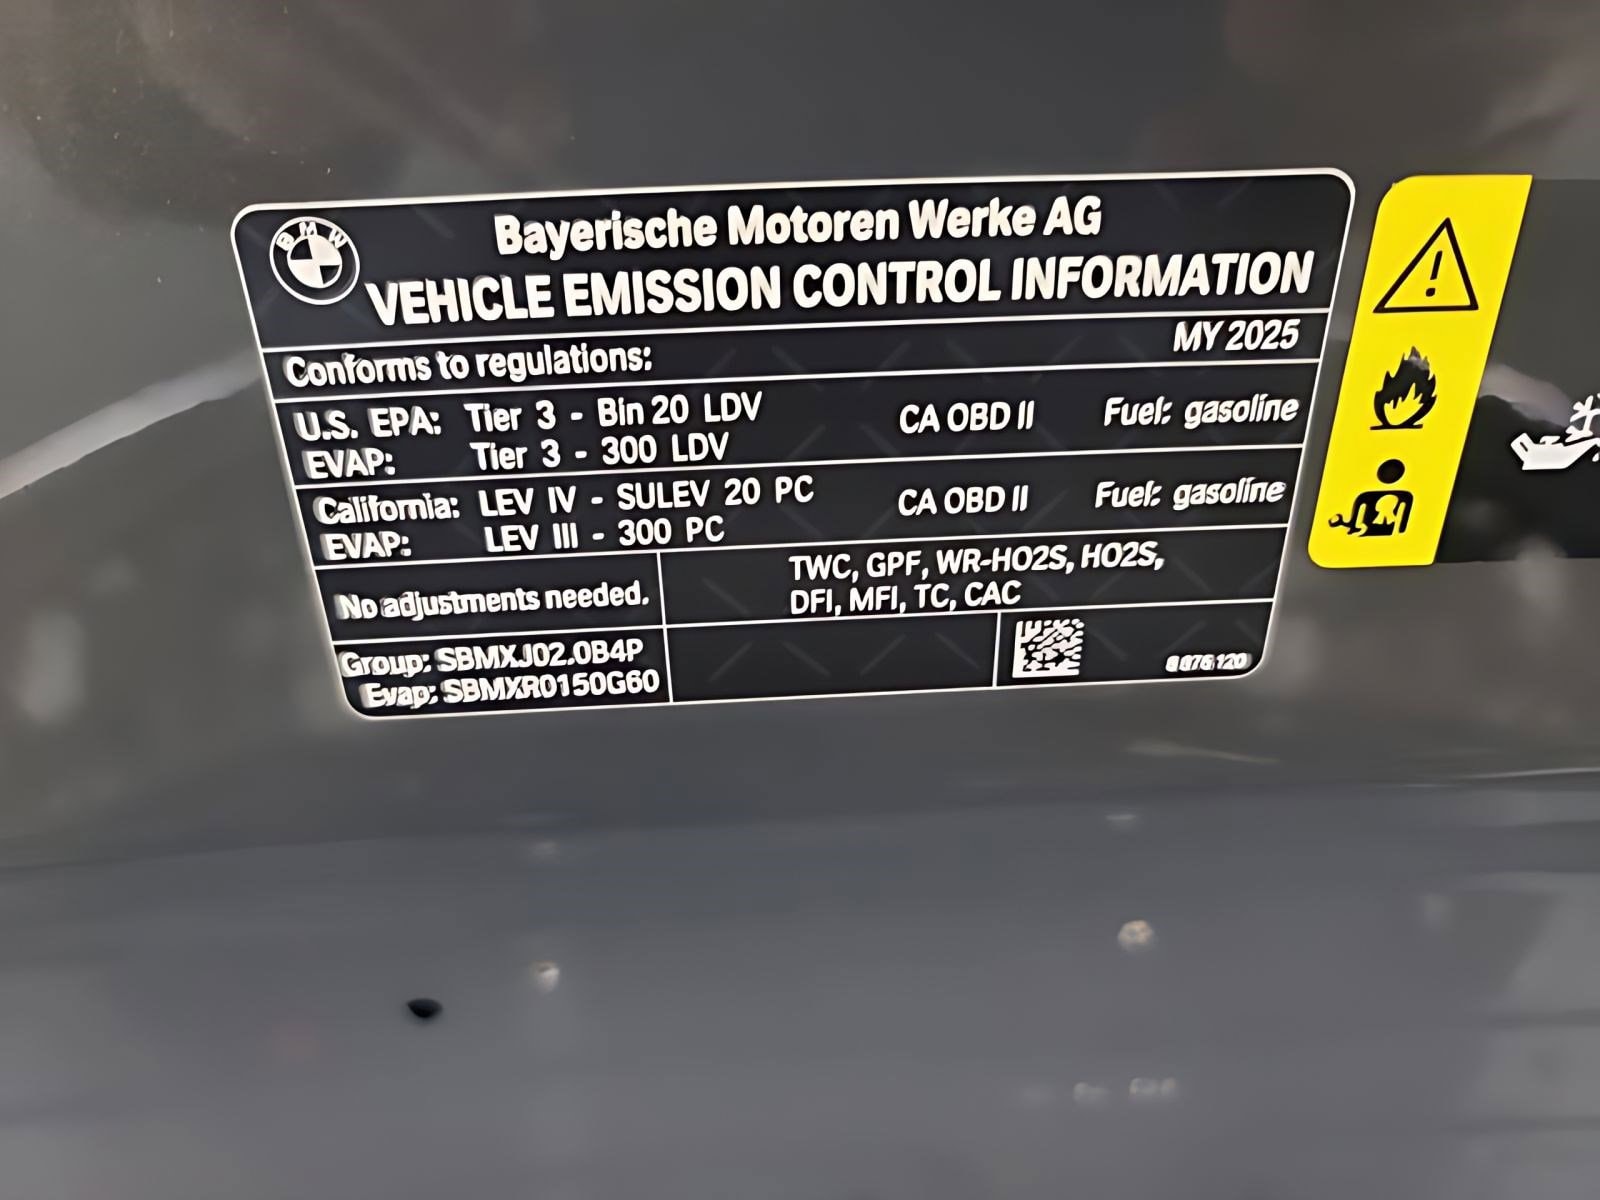 BMW
Bayerische Motoren Werke AG
VEHICLE EMISSION CONTROL INFORMATION
MY 2025
Conforms to regulations:
U.S. EPA: Tier 3 - Bin 20 LDV CA OBD II Fuel: gasoline
EVAP: Tier 3 - 300 LDV
California: LEV IV - SULEV 20 PC CA OBD II Fuel: gasoline
EVAP: LEV III - 300 PC
No adjustments needed.
TWC, GPF, WR-HO2S, HO2S,
DFI, MFI, TC, CAC
Group: SBMXJ02.0B4P
Evap: SBMXR0150G60